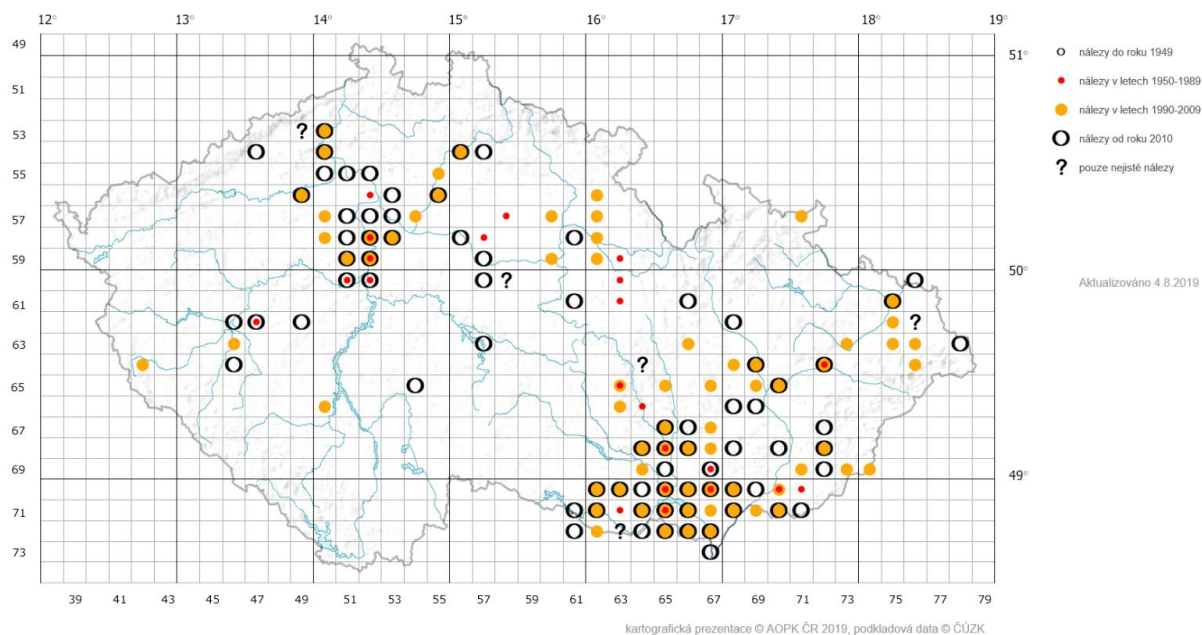 12° 13° 14° 15° 16° 17° 18° 19°
49
51°
nálezy do roku 1949
51
nálezy v letech 1950-1989
nálezy v letech 1990-2009
53
?
nálezy od roku 2010
55
? pouze nejisté nálezy
57
59
50°
?
61
Aktualizováno 4.8.2019
?
63
?
65
67
69
49°
71
?
73
39 41 43 45 47 49 51 53 55 57 59 61 63 65 67 69 71 73 75 77 79
kartografická prezentace © AOPK ČR 2019, podkladová data © ČÚZK